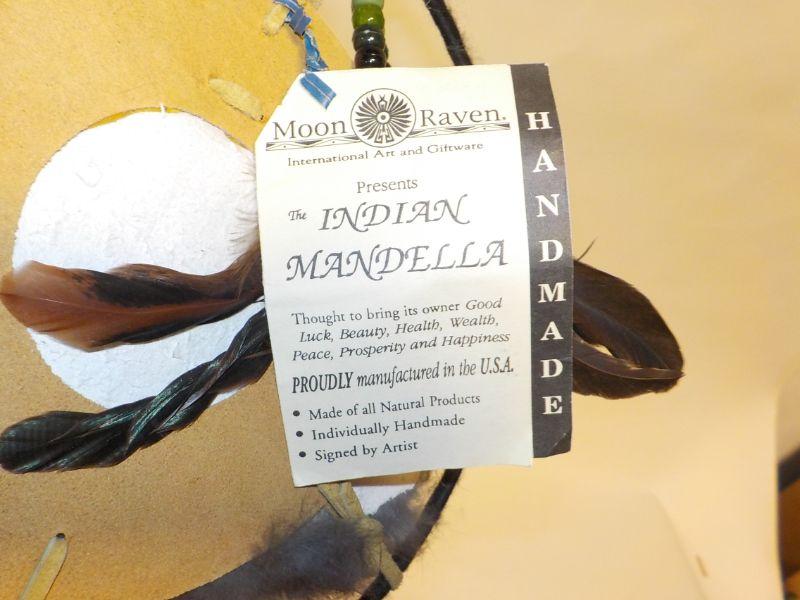 Moon Raven.
International Art and Giftware
Presents
The INDIAN
MANDELLA
Thought to bring its owner Good
Luck, Beauty, Health, Wealth,
Peace, Prosperity and Happiness
PROUDLY manufactured in the U.S.A.
• Made of all Natural Products
• Individually Handmade
• Signed by Artist
HANDMADE